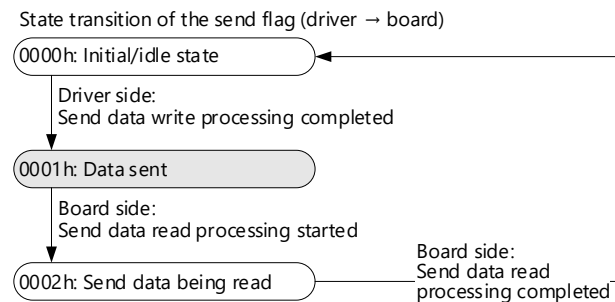 State transition of the send flag (driver → board)
0000h: Initial/idle state
Driver side:
Send data write processing completed
0001h: Data sent
Board side:
Send data read processing started
0002h: Send data being read
Board side:
Send data read
processing completed